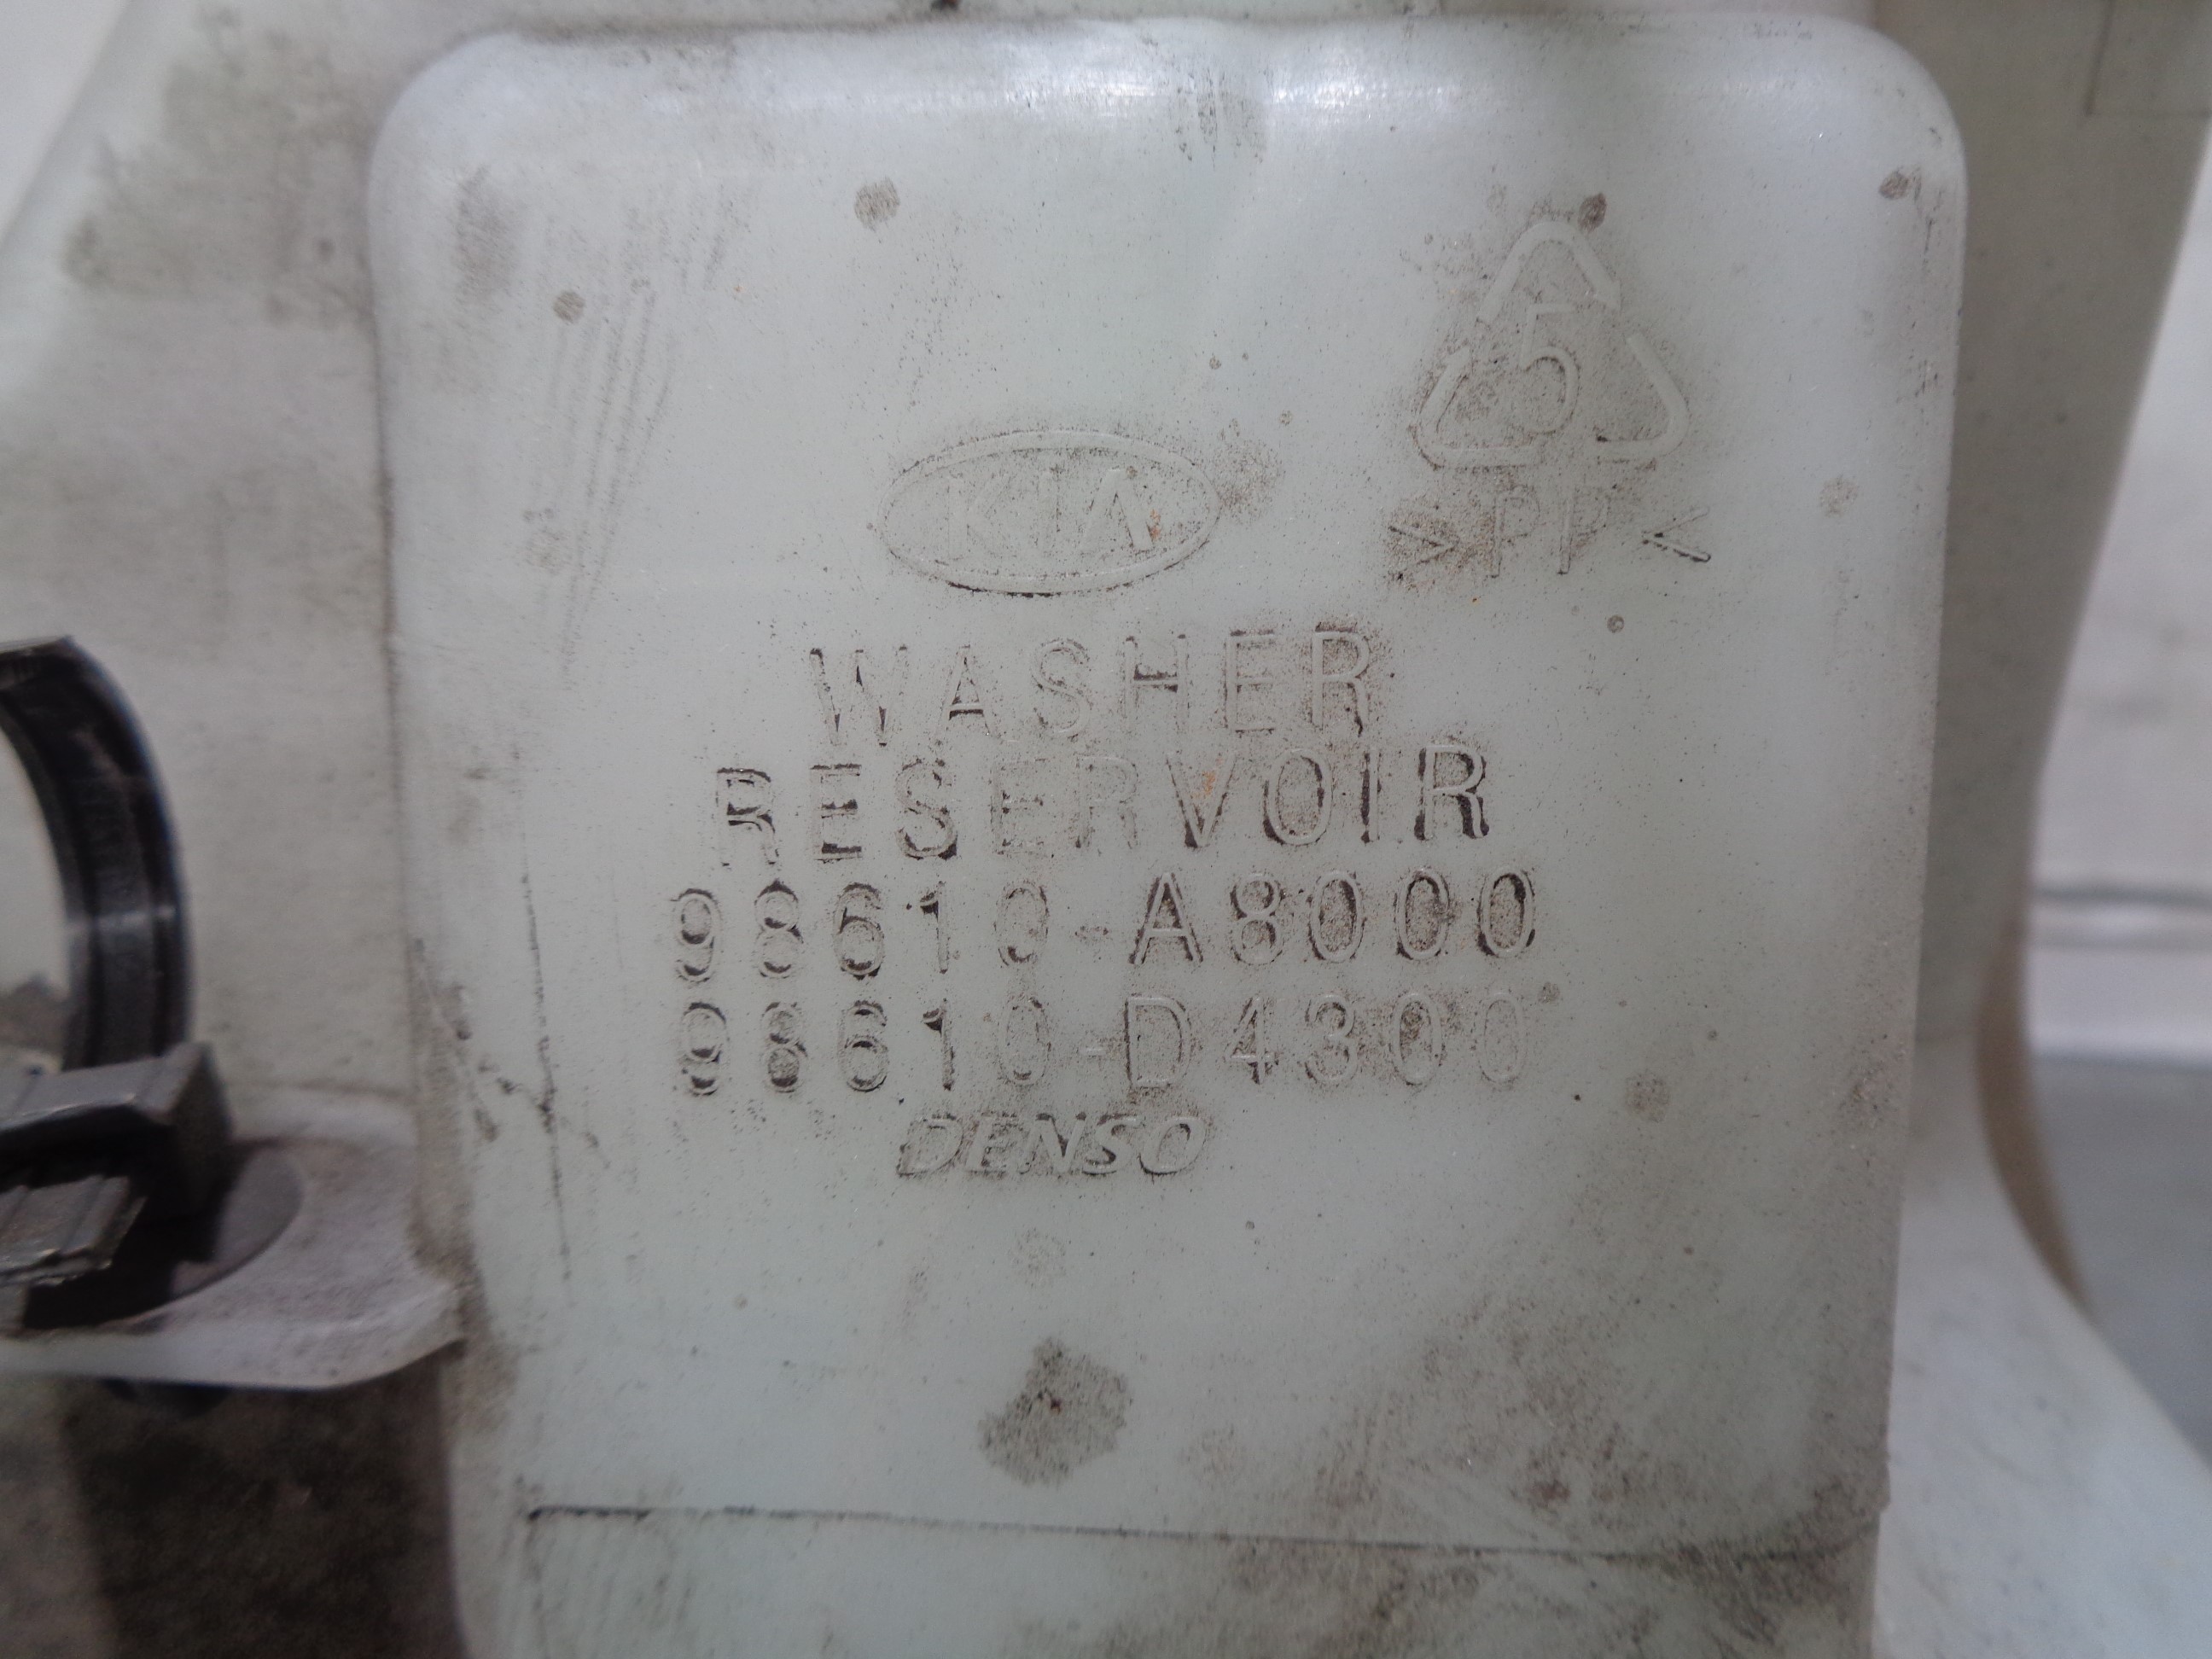 5
KIA
>PP<
WASHER
RESERVOIR
98610-A8000
98610-D4300
DENSO